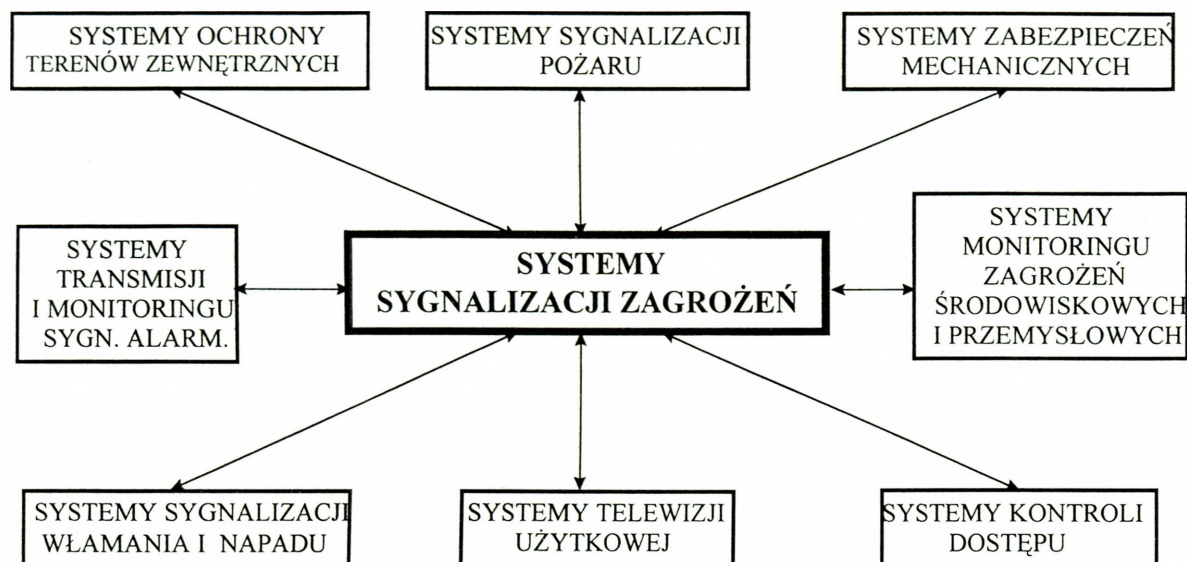 SYSTEMY OCHRONY
TERENÓW ZEWNĘTRZNYCH
SYSTEMY SYGNALIZACJI
POŻARU
SYSTEMY ZABEZPIECZEŃ
MECHANICZNYCH
SYSTEMY
TRANSMISJI
I MONITORINGU
SYGN. ALARM.
SYSTEMY
SYGNALIZACJI ZAGROŻEŃ
SYSTEMY
MONITORINGU
ZAGROŻEŃ
ŚRODOWISKOWYCH
I PRZEMYSŁOWYCH
SYSTEMY SYGNALIZACJI
WŁAMANIA I NAPADU
SYSTEMY TELEWIZJI
UŻYTKOWEJ
SYSTEMY KONTROLI
DOSTĘPU